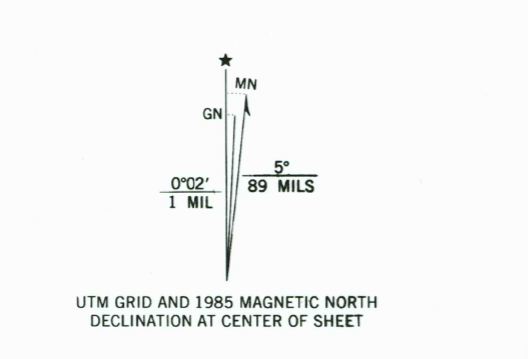 MN
GN
5°
89 MILS
0°02'
1 MIL
UTM GRID AND 1985 MAGNETIC NORTH
DECLINATION AT CENTER OF SHEET